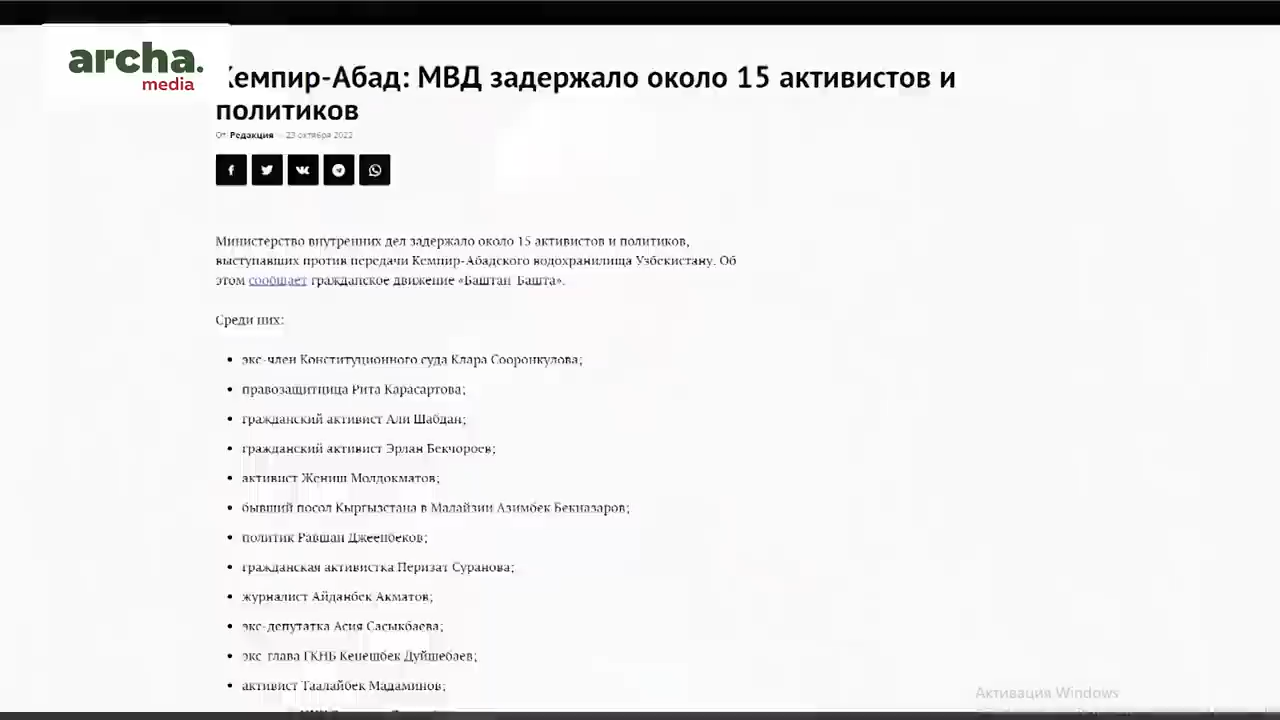 archa.
media
Кемпир-Абад: МВД задержало около 15 активистов и
политиков
От Редакция - 23 октября 2022
Министерство внутренних дел задержало около 15 активистов и политиков,
выступавших против передачи Кемпир-Абадского водохранилища Узбекистану. Об
этом сообщает гражданское движение «Баштан Башта».
Среди них:
• экс-член Конституционного суда Клара Сооронкулова;
• правозащитница Рита Карасартова;
• гражданский активист Али Шабдан;
• гражданский активист Эрлан Бекчороев;
• активист Жениш Молдокматов;
• бывший посол Кыргызстана в Малайзии Азимбек Бекназаров;
• политик Равшан Джеенбеков;
• гражданская активистка Перизат Суранова;
• журналист Айданбек Акматов;
• экс-депутатка Асия Сасыкбаева;
• экс-глава ГКНБ Кенешбек Дуйшебаев;
• активист Таалайбек Мадаминов;
Активация Windows